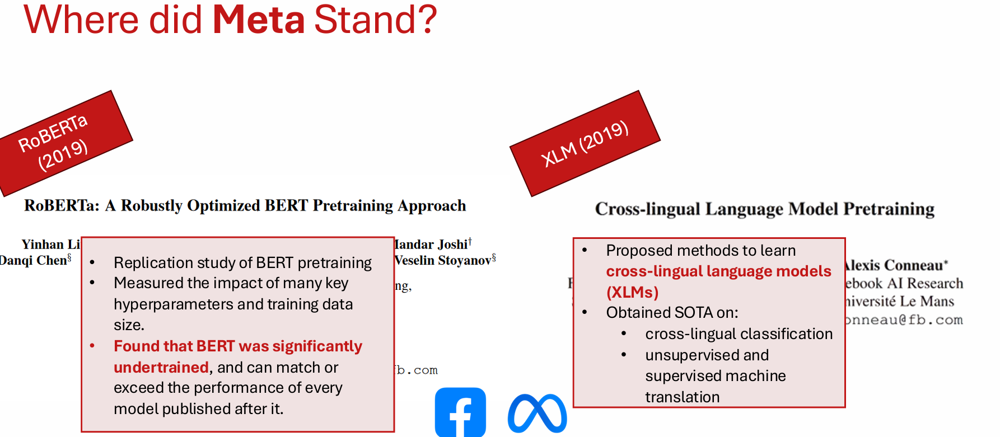 Where did Meta Stand?
RoBERTa
(2019)
RoBERTa: A Robustly Optimized BERT Pretraining Approach
Yinhan Li
Mandar Joshi†
Danqi Chen§
Veselin Stoyanov§
ng,
fb.com
• Replication study of BERT pretraining
• Measured the impact of many key
hyperparameters and training data
size.
• Found that BERT was significantly
undertrained, and can match or
exceed the performance of every
model published after it.
XLM (2019)
Cross-lingual Language Model Pretraining
Alexis Conneau*
ebook AI Research
niversité Le Mans
onneau@fb.com
• Proposed methods to learn
cross-lingual language models
(XLMs)
• Obtained SOTA on:
• cross-lingual classification
• unsupervised and
supervised machine
translation